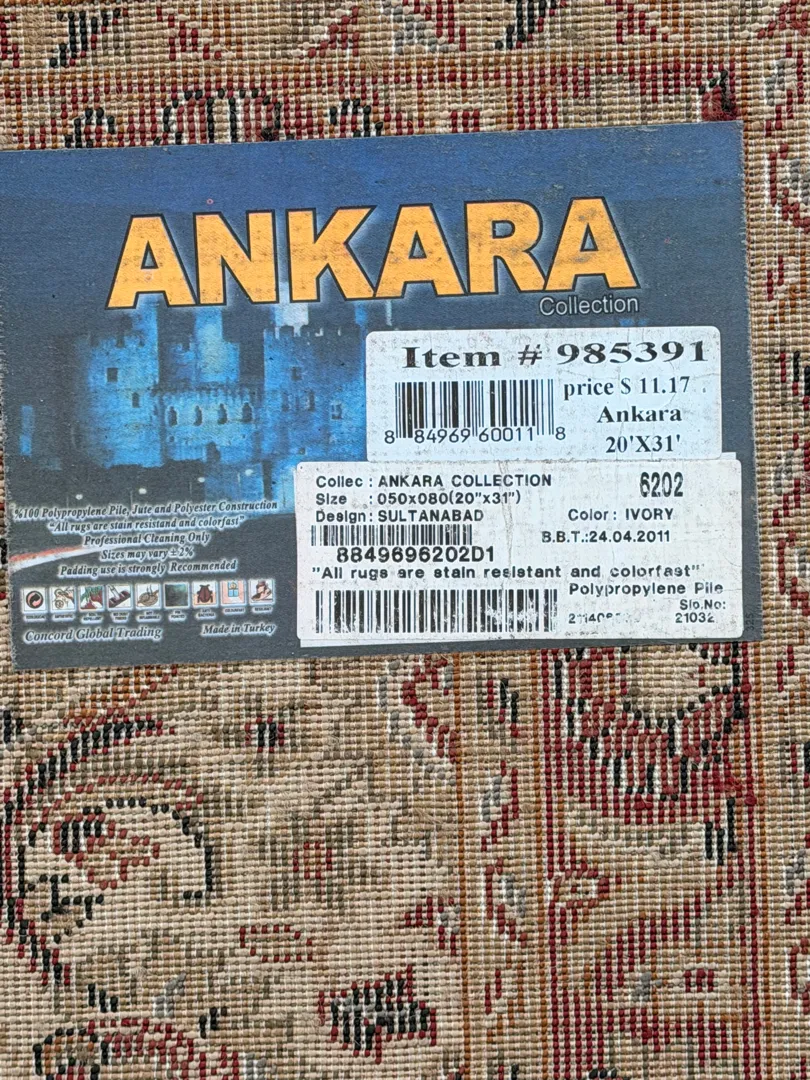 ANKARA
Collection
Item # 985391
price $ 11.17
8 84969 60011 8
Ankara
20'X31'
Collec : ANKARA COLLECTION
6202
Size : 050x080(20"x31")
Design: SULTANABAD
Color: IVORY
B.B.T.:24.04.2011
8849696202D1
"All rugs are stain resistant and colorfast"
Polypropylene Pile
Slo.No:
21032
%100 Polypropylene Pile, Jute and Polyester Construction
"All rugs are stain resistand and colorfast"
Professional Cleaning Only
Sizes may vary ± 2%
Padding use is strongly Recommended
Concord Global Trading
Made in Turkey